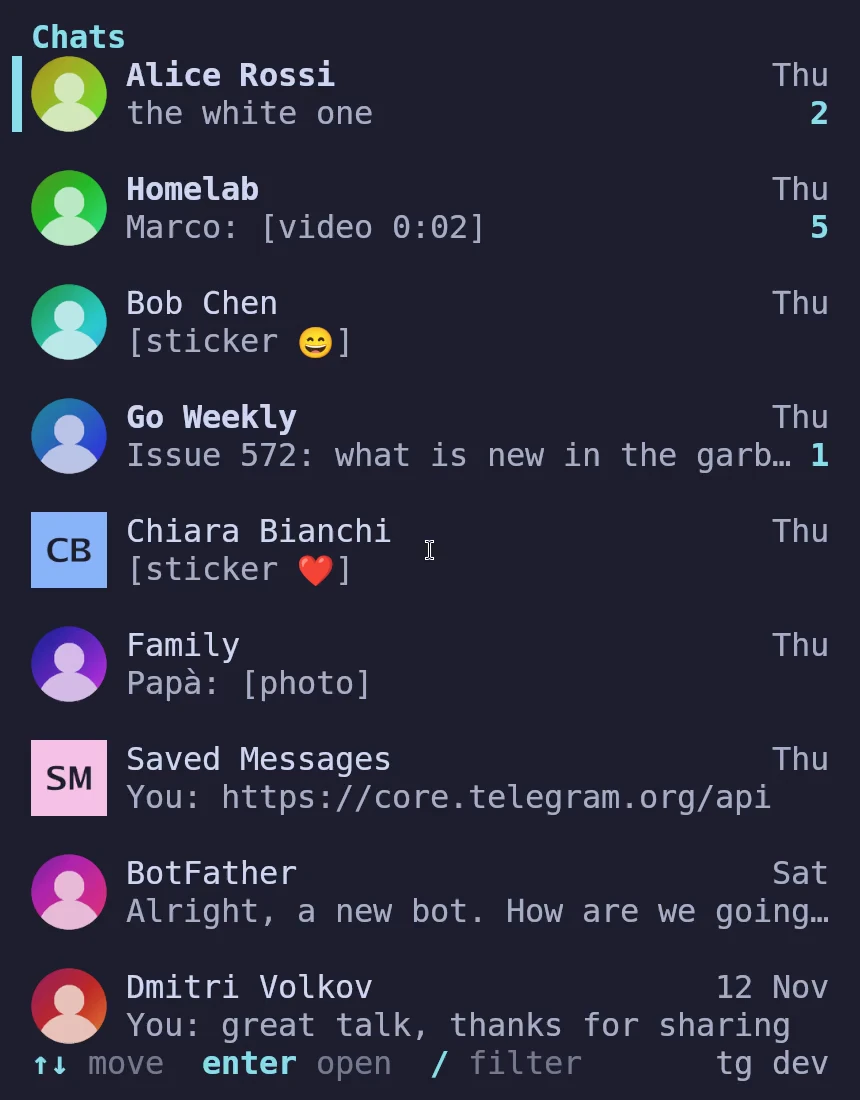 Chats
Alice Rossi Thu
the white one 2
Homelab Thu
Marco: [video 0:02] 5
Bob Chen Thu
[sticker 😄]
Go Weekly Thu
Issue 572: what is new in the garb… 1
CB
Chiara Bianchi Thu
[sticker ❤️]
Family Thu
Papà: [photo]
SM
Saved Messages Thu
You: https://core.telegram.org/api
BotFather Sat
Alright, a new bot. How are we going…
Dmitri Volkov 12 Nov
You: great talk, thanks for sharing
↑↓ move enter open / filter tg dev